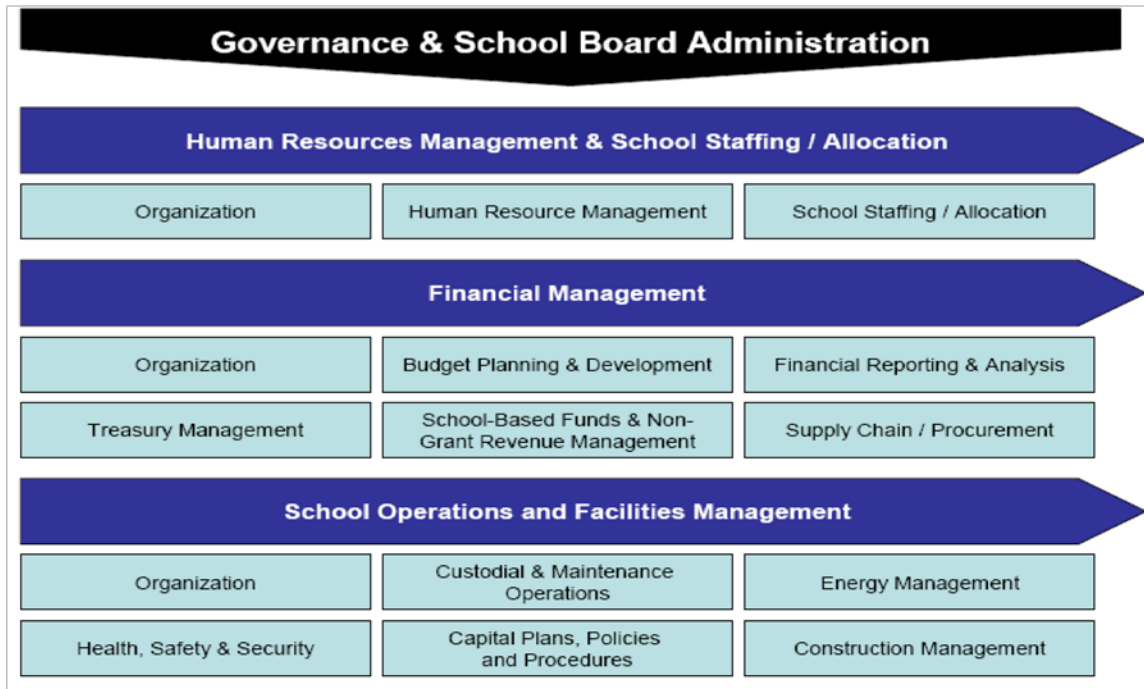 Governance & School Board Administration
Human Resources Management & School Staffing / Allocation
Organization
Human Resource Management
School Staffing / Allocation
Financial Management
Organization
Budget Planning & Development
Financial Reporting & Analysis
Treasury Management
School-Based Funds & Non-
Grant Revenue Management
Supply Chain / Procurement
School Operations and Facilities Management
Organization
Custodial & Maintenance
Operations
Energy Management
Health, Safety & Security
Capital Plans, Policies
and Procedures
Construction Management